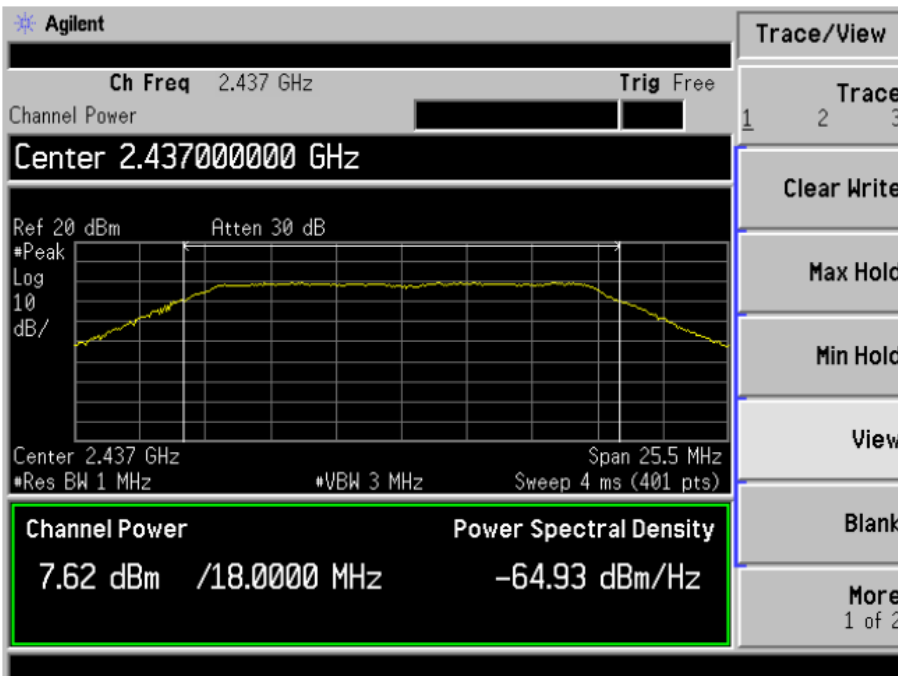 Agilent
Trace/View
Ch Freq 2.437 GHz Trig Free
Channel Power
Trace
1 2 3
Center 2.437000000 GHz
Clear Write
Ref 20 dBm Atten 30 dB
#Peak
Log
10
dB/
Max Hold
Min Hold
View
Center 2.437 GHz Span 25.5 MHz
#Res BW 1 MHz #VBW 3 MHz Sweep 4 ms (401 pts)
Channel Power Power Spectral Density
7.62 dBm /18.0000 MHz -64.93 dBm/Hz
Blank
More
1 of 2